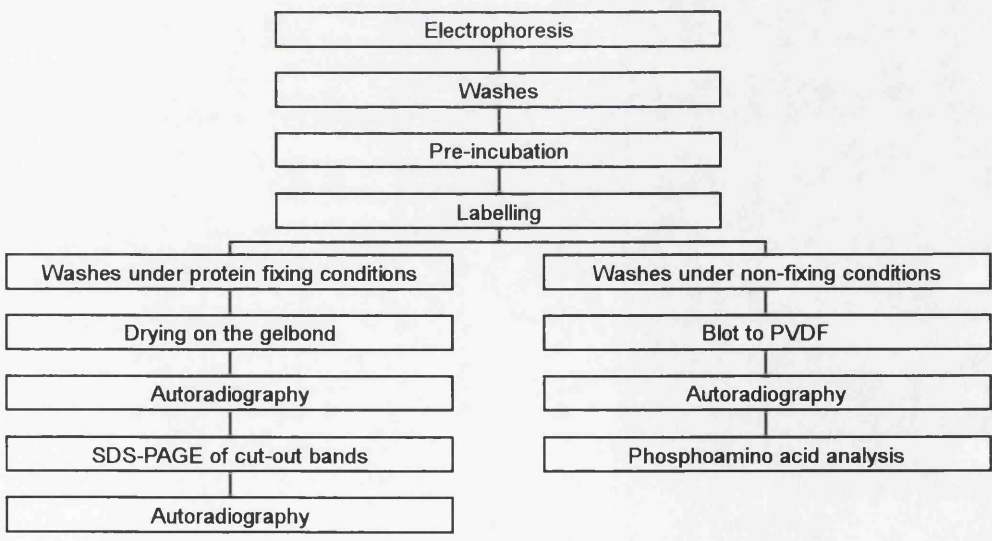 Electrophoresis
Washes
Pre-incubation
Labelling
Washes under protein fixing conditions
Drying on the gelbond
Autoradiography
SDS-PAGE of cut-out bands
Autoradiography
Washes under non-fixing conditions
Blot to PVDF
Autoradiography
Phosphoamino acid analysis